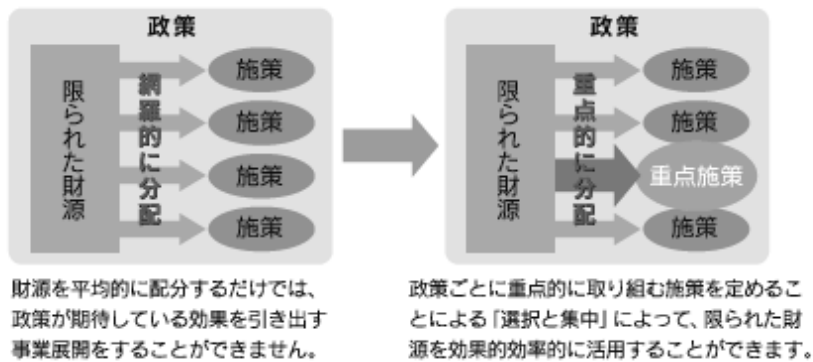 政策
限られた財源
網羅的に分配
施策
施策
施策
施策
財源を平均的に配分するだけでは、
政策が期待している効果を引き出す
事業展開をすることができません。
政策
限られた財源
重点的に分配
施策
施策
重点施策
施策
政策ごとに重点的に取り組む施策を定めるこ
とによる「選択と集中」によって、限られた財
源を効果的効率的に活用することができます。